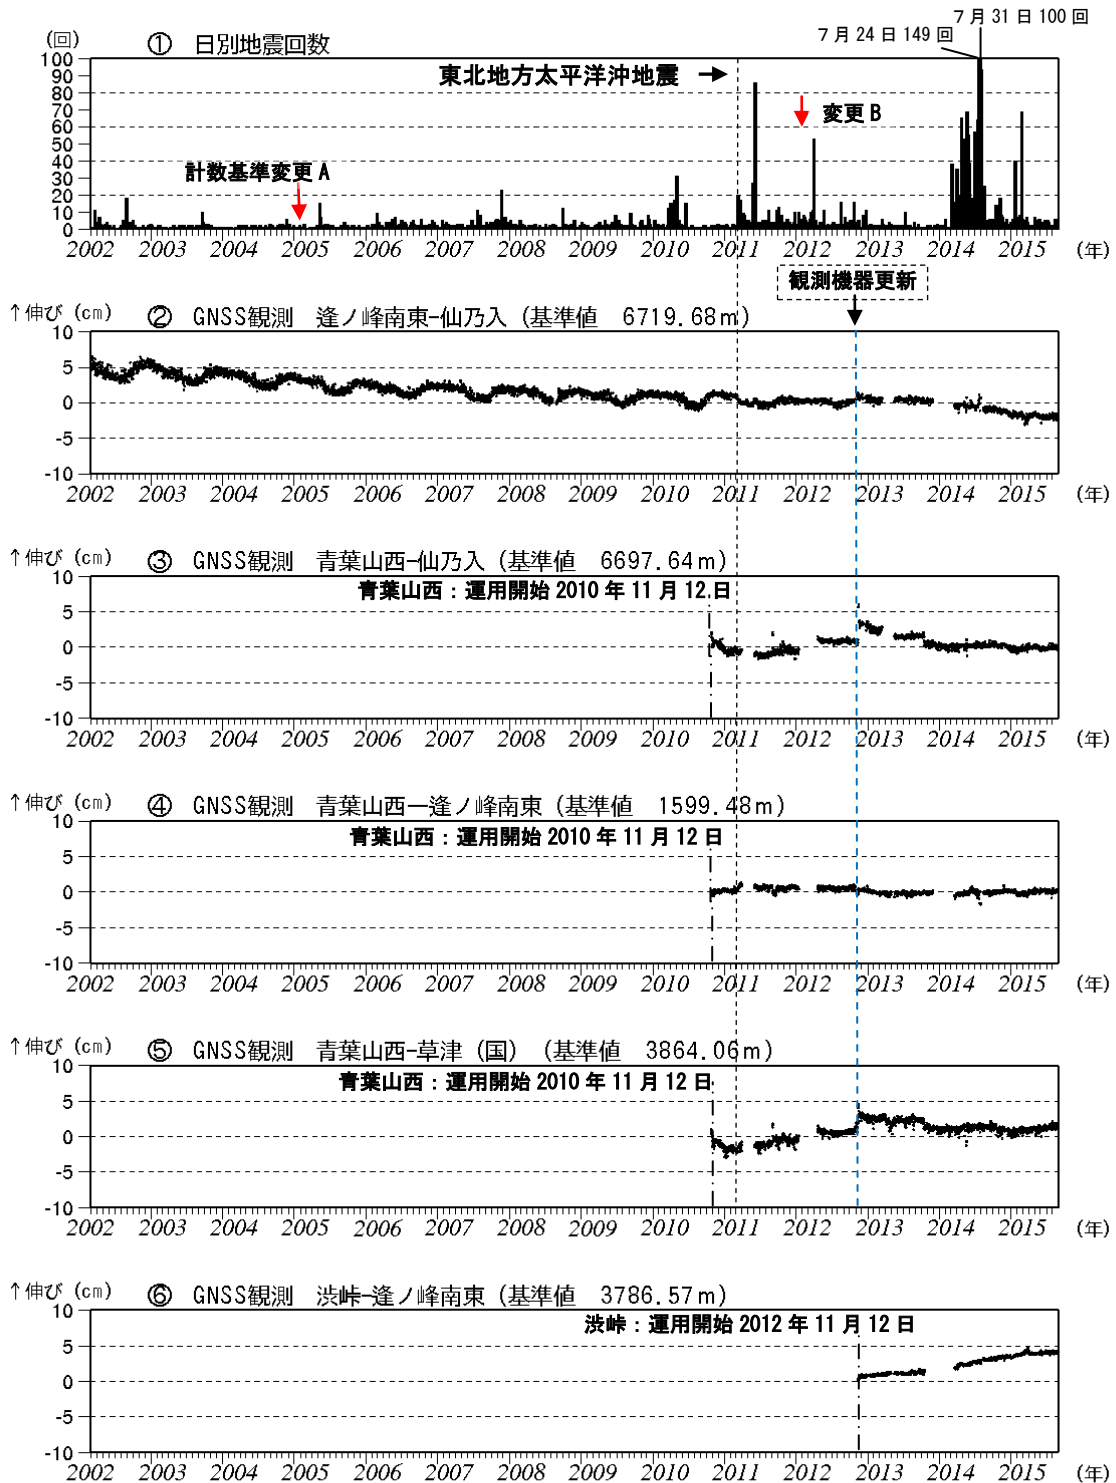 7月31日100回
7月24日149回
(回) ① 日別地震回数
東北地方太平洋沖地震 →
変更B
計数基準変更A
100
90
80
70
60
50
40
30
20
10
0
2002 2003 2004 2005 2006 2007 2008 2009 2010 2011 2012 2013 2014 2015 (年)
観測機器更新
↑伸び (cm) ② GNSS観測 逢ノ峰南東-仙乃入 (基準値 6719.68m)
10
5
0
-5
-10
2002 2003 2004 2005 2006 2007 2008 2009 2010 2011 2012 2013 2014 2015 (年)
↑伸び (cm) ③ GNSS観測 青葉山西-仙乃入 (基準値 6697.64m)
青葉山西:運用開始2010年11月12日
10
5
0
-5
-10
2002 2003 2004 2005 2006 2007 2008 2009 2010 2011 2012 2013 2014 2015 (年)
↑伸び (cm) ④ GNSS観測 青葉山西―逢ノ峰南東 (基準値 1599.48m)
青葉山西:運用開始2010年11月12日
10
5
0
-5
-10
2002 2003 2004 2005 2006 2007 2008 2009 2010 2011 2012 2013 2014 2015 (年)
↑伸び (cm) ⑤ GNSS観測 青葉山西-草津(国) (基準値 3864.06m)
青葉山西:運用開始2010年11月12日
10
5
0
-5
-10
2002 2003 2004 2005 2006 2007 2008 2009 2010 2011 2012 2013 2014 2015 (年)
↑伸び (cm) ⑥ GNSS観測 渋峠-逢ノ峰南東 (基準値 3786.57m)
渋峠:運用開始2012年11月12日
10
5
0
-5
-10
2002 2003 2004 2005 2006 2007 2008 2009 2010 2011 2012 2013 2014 2015 (年)